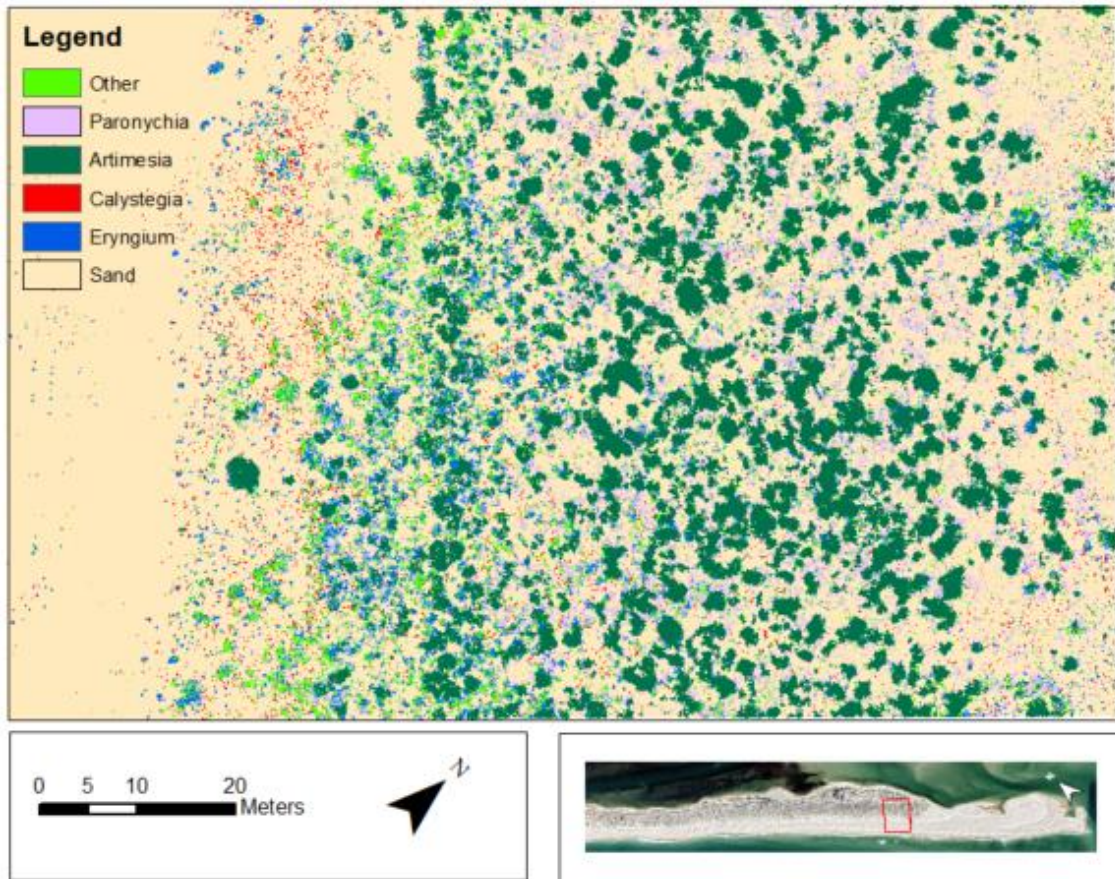 Legend
Other
Paronychia
Artimesia
Calystegia
Eryngium
Sand
0 5 10 20
Meters
N